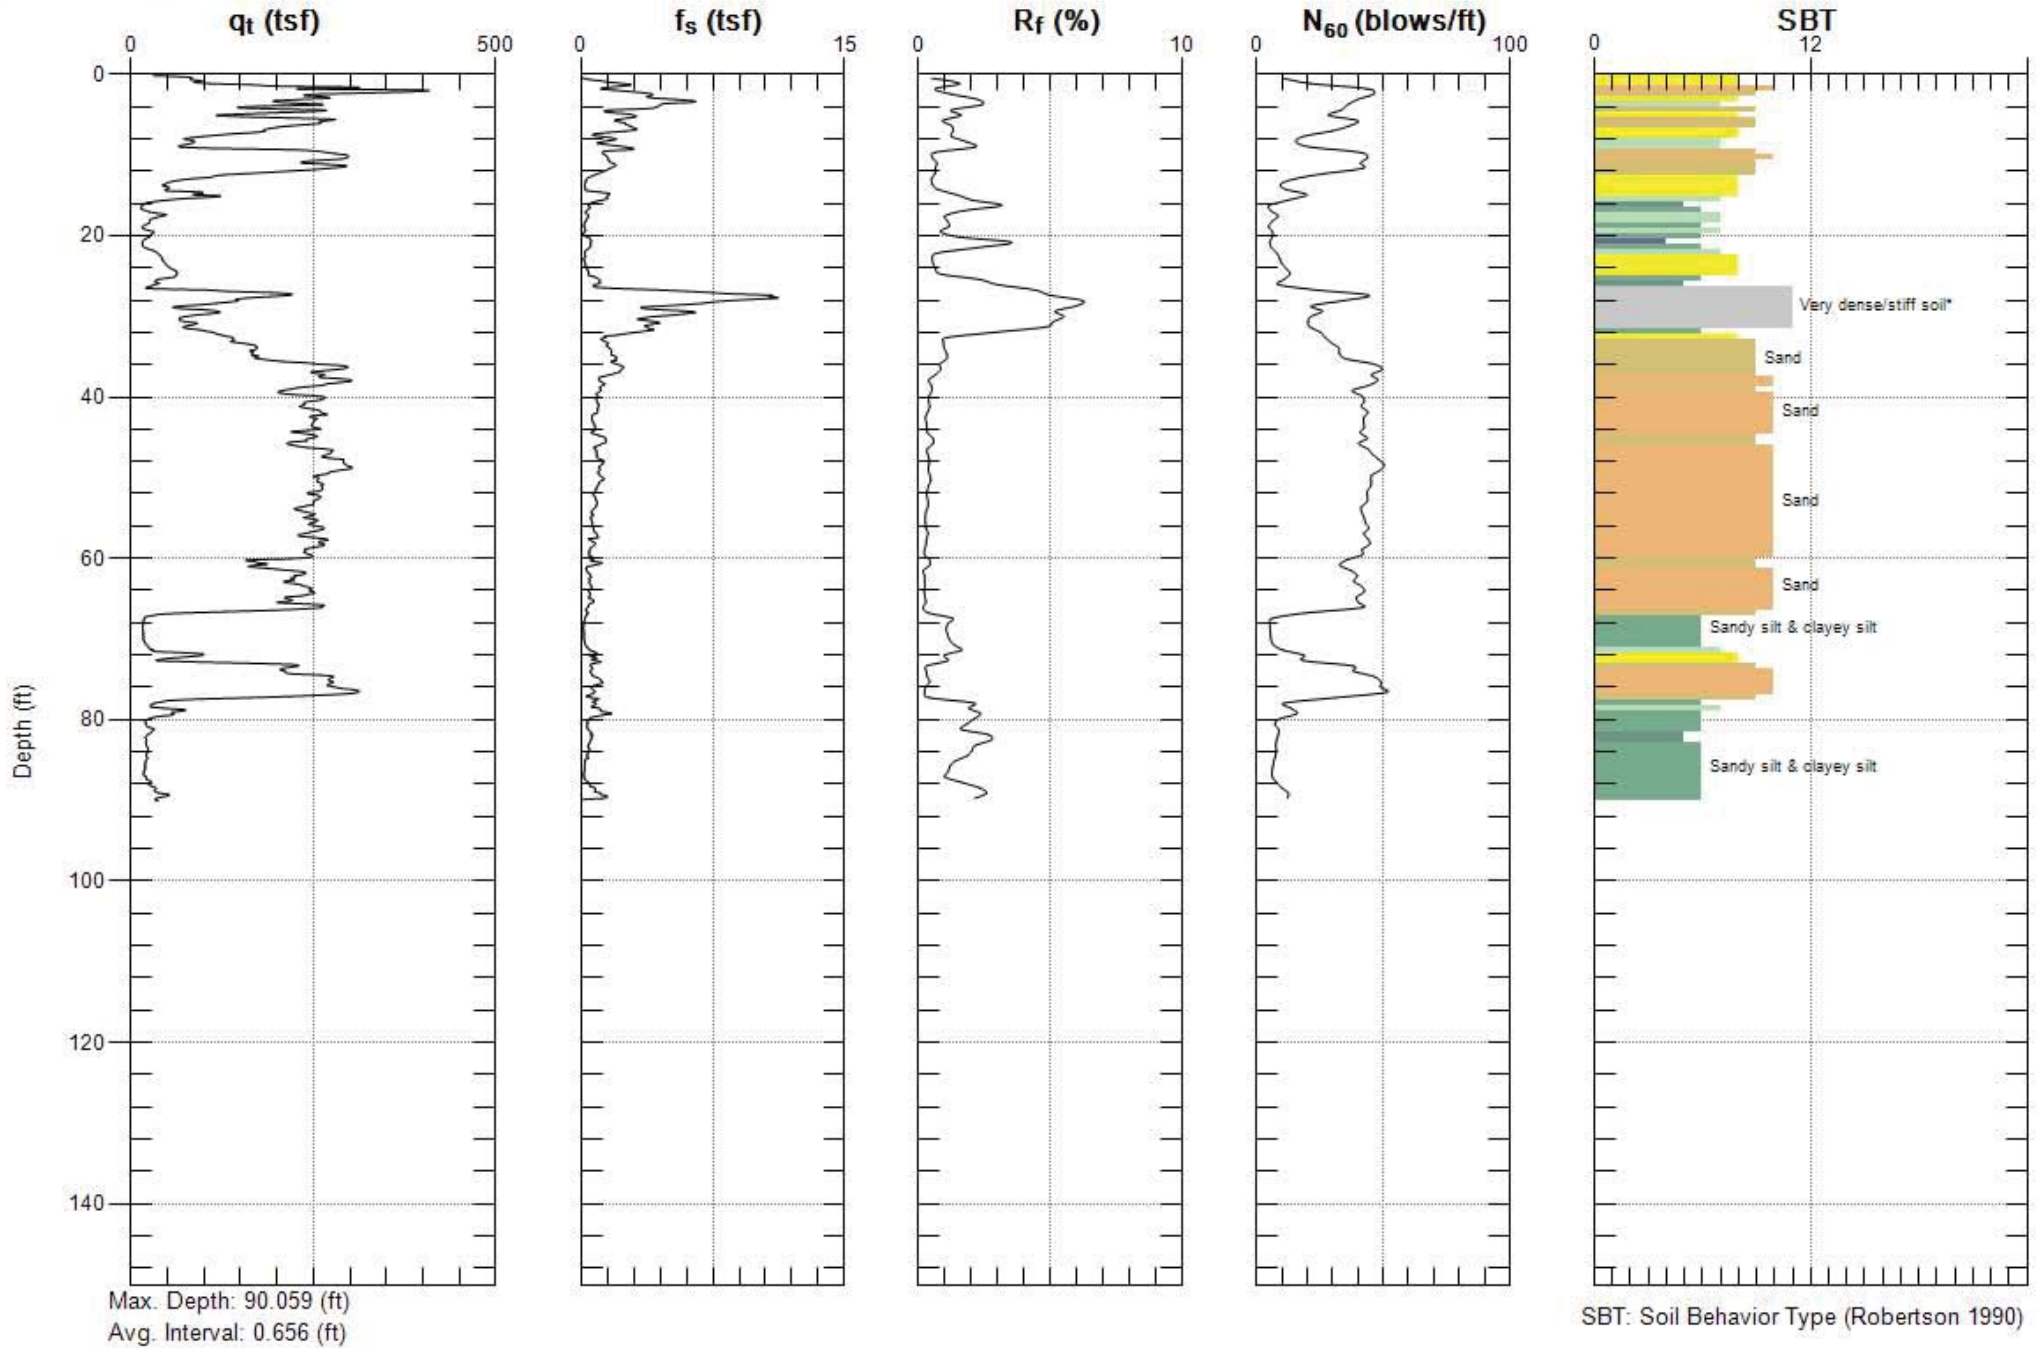 qt (tsf) fs (tsf) Rf (%) N60 (blows/ft) SBT
0 500 0 15 0 10 0 100 0 12
0
20
Very dense/stiff soil*
Sand
40
Sand
Sand
60
Sand
Sandy silt & clayey silt
Depth (ft)
80
Sandy silt & clayey silt
100
120
140
Max. Depth: 90.059 (ft)
Avg. Interval: 0.656 (ft)
SBT: Soil Behavior Type (Robertson 1990)